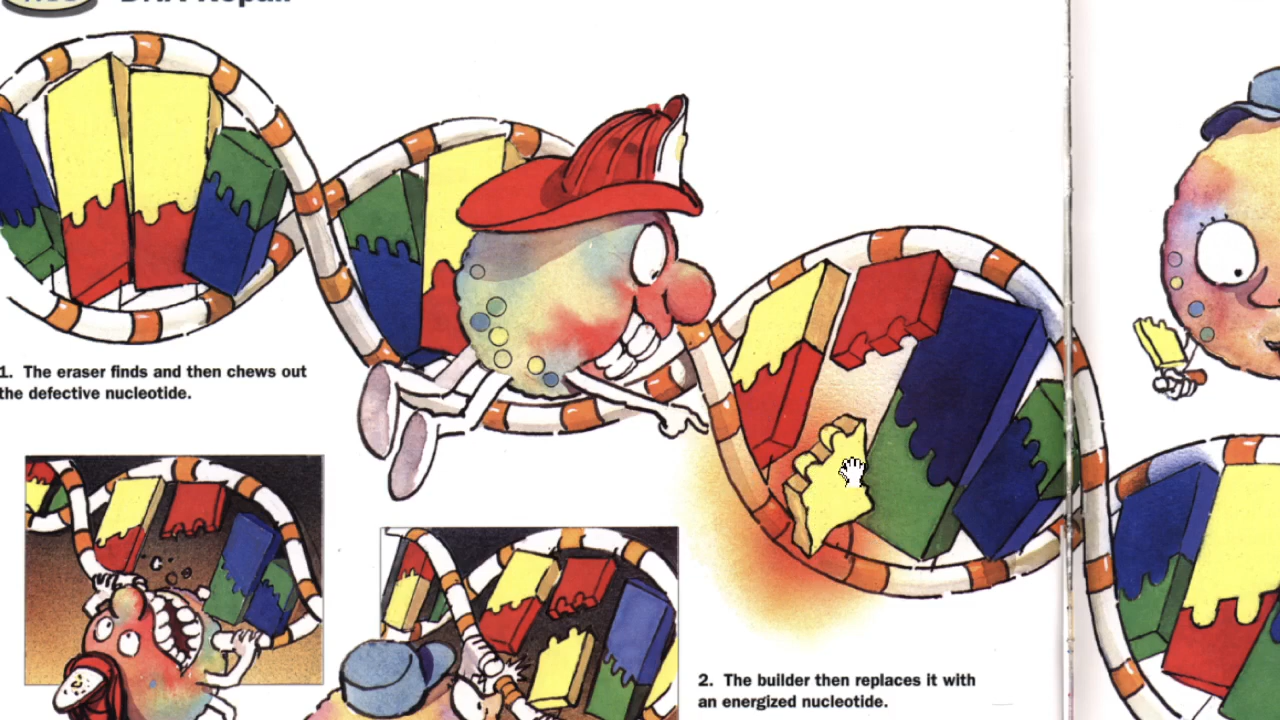 1. The eraser finds and then chews out
the defective nucleotide.
2. The builder then replaces it with
an energized nucleotide.